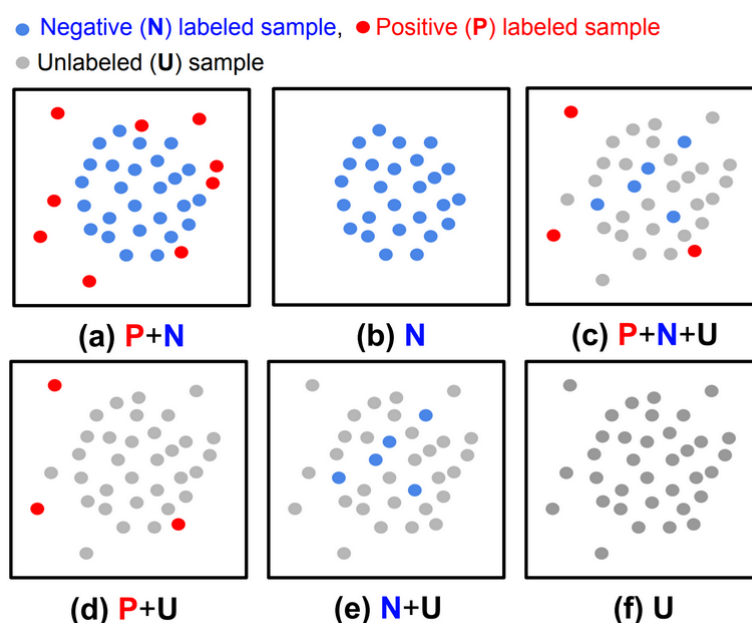 Negative (N) labeled sample, Positive (P) labeled sample
Unlabeled (U) sample
(a) P+N
(b) N
(c) P+N+U
(d) P+U
(e) N+U
(f) U